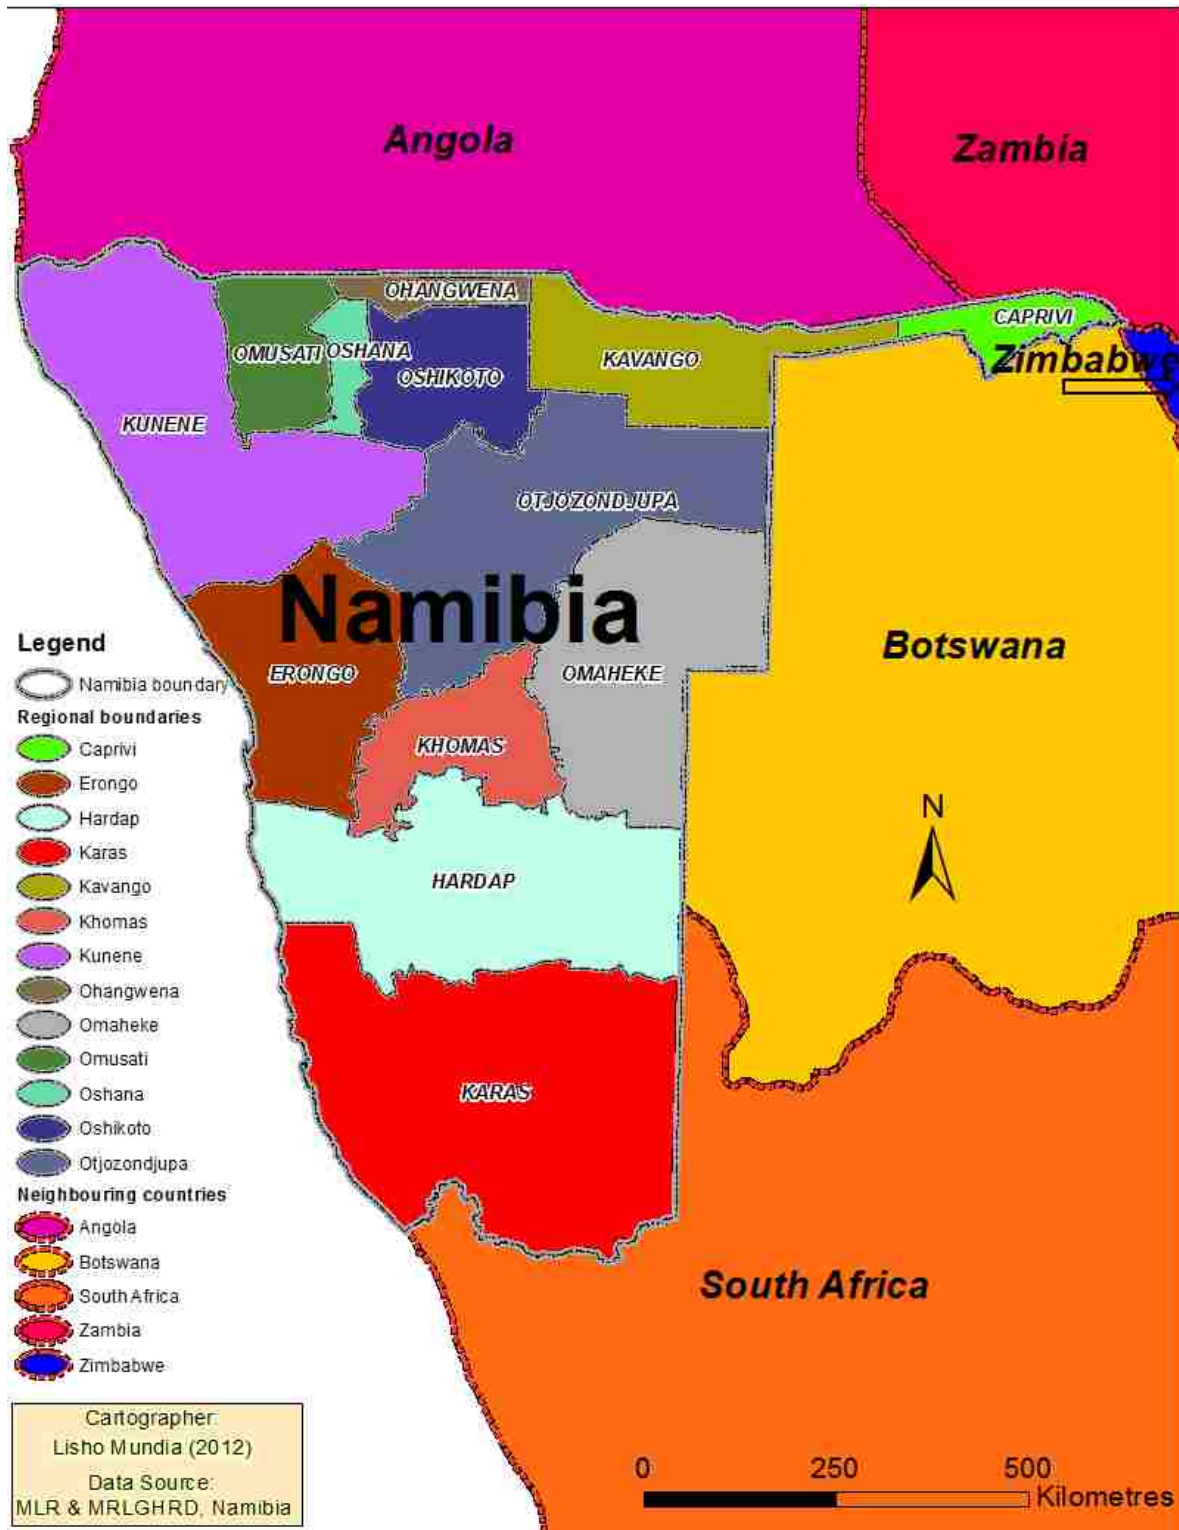 Angola
Zambia
OHANGWENA
CAPRIVI
OMUSATI
OSHANA
OSHIKOTO
KAVANGO
Zimbabwe
KUNENE
OTJOZONDJUPA
Namibia
ERONGO
OMAHEKE
Botswana
KHOMAS
HARDAP
KARAS
South Africa
N
Legend
Namibia boundary
Regional boundaries
Caprivi
Erongo
Hardap
Karas
Kavango
Khomas
Kunene
Ohangwena
Omaheke
Omusati
Oshana
Oshikoto
Otjozondjupa
Neighbouring countries
Angola
Botswana
South Africa
Zambia
Zimbabwe
Cartographer:
Lisho Mundia (2012)
Data Source:
MLR & MRLGHRD, Namibia
0 250 500
Kilometres